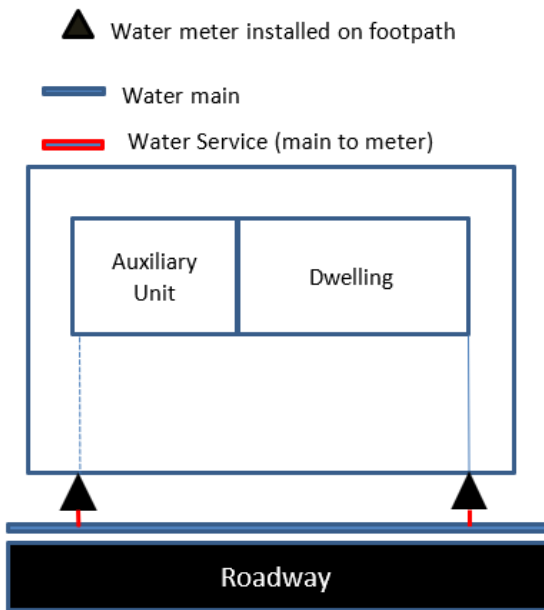 Water meter installed on footpath
Water main
Water Service (main to meter)
Auxiliary
Unit
Dwelling
Roadway